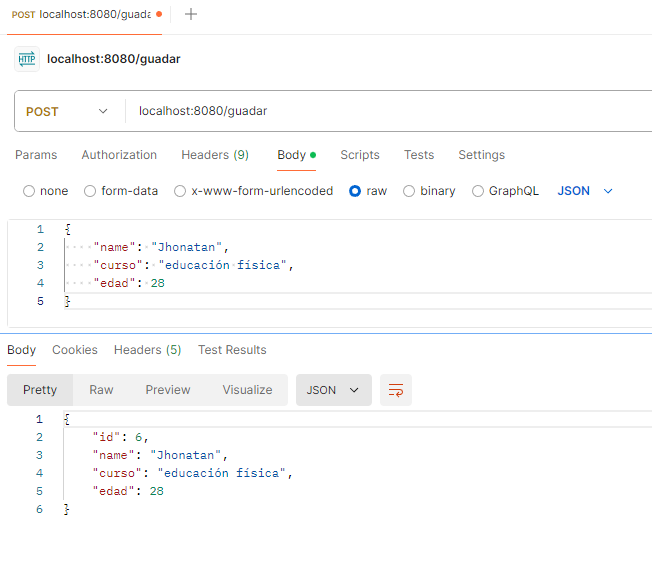 POST localhost:8080/guada
HTTP localhost:8080/guadar
POST localhost:8080/guadar
Params Authorization Headers (9) Body Scripts Tests Settings
none form-data x-www-form-urlencoded raw binary GraphQL JSON
1 {
2 "name": "Jhonatan",
3 "curso": "educación física",
4 "edad": 28
5 }
Body Cookies Headers (5) Test Results
Pretty Raw Preview Visualize JSON
1 {
2 "id": 6,
3 "name": "Jhonatan",
4 "curso": "educación física",
5 "edad": 28
6 }